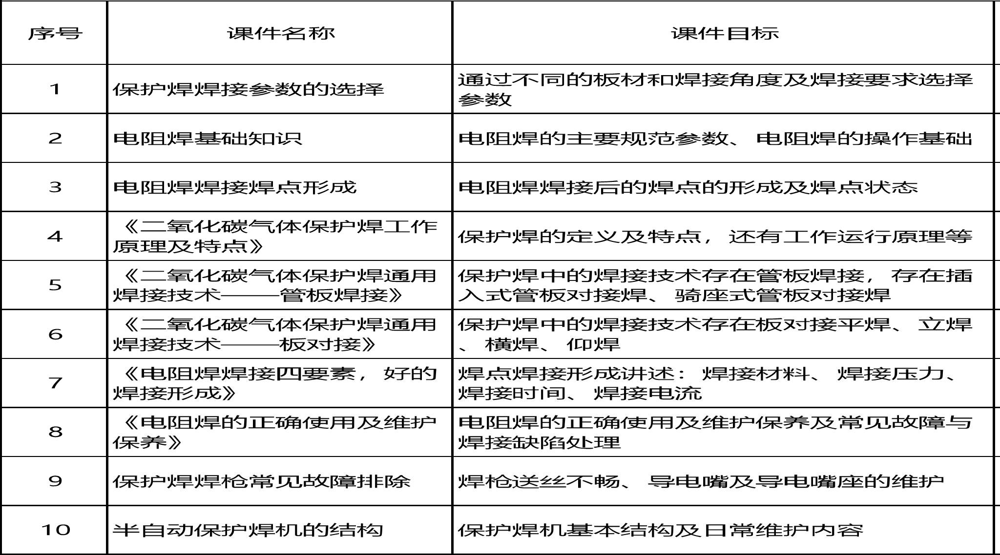 序号 课件名称 课件目标
1 保护焊焊接参数的选择 通过不同的板材和焊接角度及焊接要求选择
参数
2 电阻焊基础知识 电阻焊的主要规范参数、电阻焊的操作基础
3 电阻焊焊接焊点形成 电阻焊焊接后的焊点的形成及焊点状态
4 《二氧化碳气体保护焊工作
原理及特点》 保护焊的定义及特点，还有工作运行原理等
5 《二氧化碳气体保护焊通用
焊接技术——管板焊接》 保护焊中的焊接技术存在管板焊接，存在插
入式管板对接焊、骑座式管板对接焊
6 《二氧化碳气体保护焊通用
焊接技术——板对接》 保护焊中的焊接技术存在板对接平焊、立焊
、横焊、仰焊
7 《电阻焊焊接四要素，好的
焊接形成》 焊点焊接形成讲述：焊接材料、焊接压力、
焊接时间、焊接电流
8 《电阻焊的正确使用及维护
保养》 电阻焊的正确使用及维护保养及常见故障与
焊接缺陷处理
9 保护焊焊枪常见故障排除 焊枪送丝不畅、导电嘴及导电嘴座的维护
10 半自动保护焊机的结构 保护焊机基本结构及日常维护内容